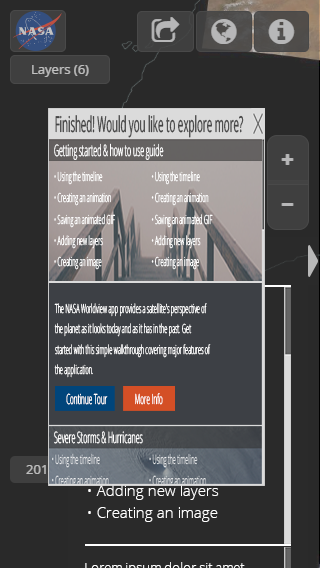 NASA
Layers (6)
Finished! Would you like to explore more?
Getting started & how to use guide
• Using the timeline
• Creating an animation
• Saving an animated GIF
• Adding new layers
• Creating an image
• Using the timeline
• Creating an animation
• Saving an animated GIF
• Adding new layers
• Creating an image
The NASA Worldview app provides a satellite's perspective of
the planet as it looks today and as it has in the past. Get
started with this simple walkthrough covering major features of
the application.
Continue Tour
More Info
Severe Storms & Hurricanes
• Using the timeline
• Creating an animation
• Using the timeline
• Creating an animation
201
• Adding new layers
• Creating an image
Lorem ipsum dolor sit amet